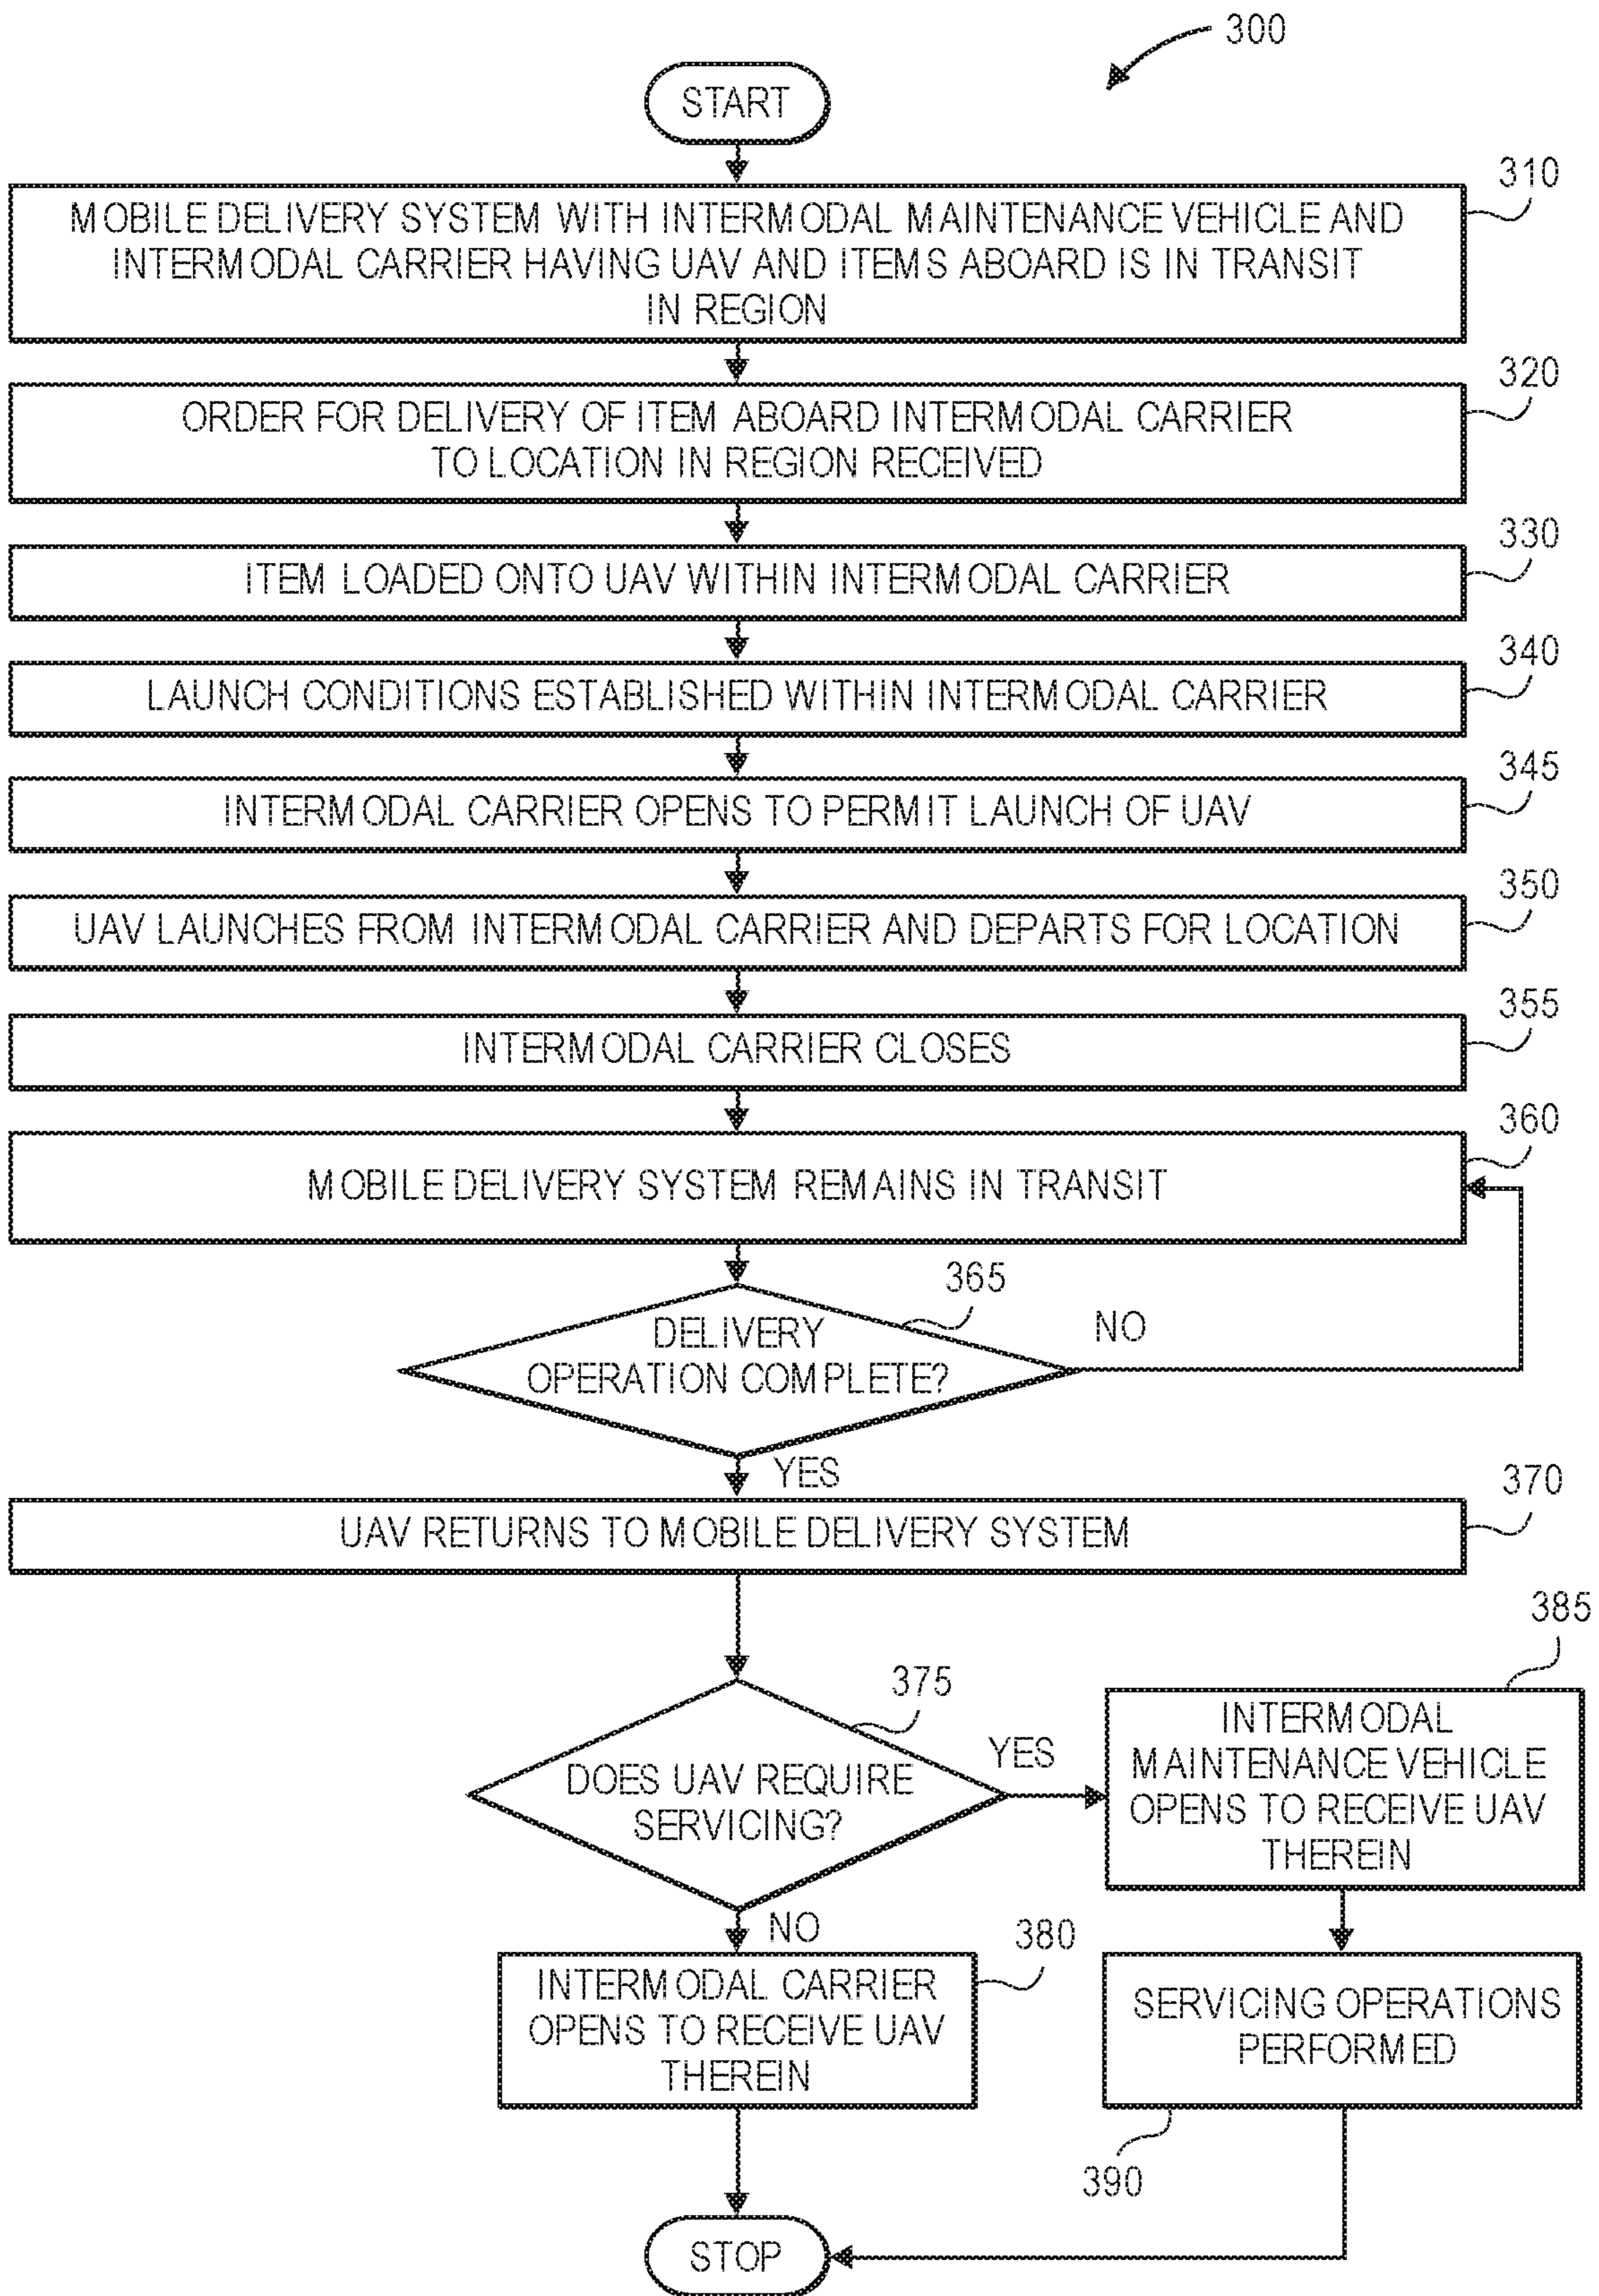 300
START
310
MOBILE DELIVERY SYSTEM WITH INTERMODAL MAINTENANCE VEHICLE AND
INTERMODAL CARRIER HAVING UAV AND ITEMS ABOARD IS IN TRANSIT
IN REGION
320
ORDER FOR DELIVERY OF ITEM ABOARD INTERMODAL CARRIER
TO LOCATION IN REGION RECEIVED
330
ITEM LOADED ONTO UAV WITHIN INTERMODAL CARRIER
340
LAUNCH CONDITIONS ESTABLISHED WITHIN INTERMODAL CARRIER
345
INTERMODAL CARRIER OPENS TO PERMIT LAUNCH OF UAV
350
UAV LAUNCHES FROM INTERMODAL CARRIER AND DEPARTS FOR LOCATION
355
INTERMODAL CARRIER CLOSES
360
MOBILE DELIVERY SYSTEM REMAINS IN TRANSIT
365
DELIVERY
OPERATION COMPLETE?
NO
YES
370
UAV RETURNS TO MOBILE DELIVERY SYSTEM
375
DOES UAV REQUIRE
SERVICING?
YES
385
INTERMODAL
MAINTENANCE VEHICLE
OPENS TO RECEIVE UAV
THEREIN
NO
380
INTERMODAL CARRIER
OPENS TO RECEIVE UAV
THEREIN
SERVICING OPERATIONS
PERFORMED
390
STOP